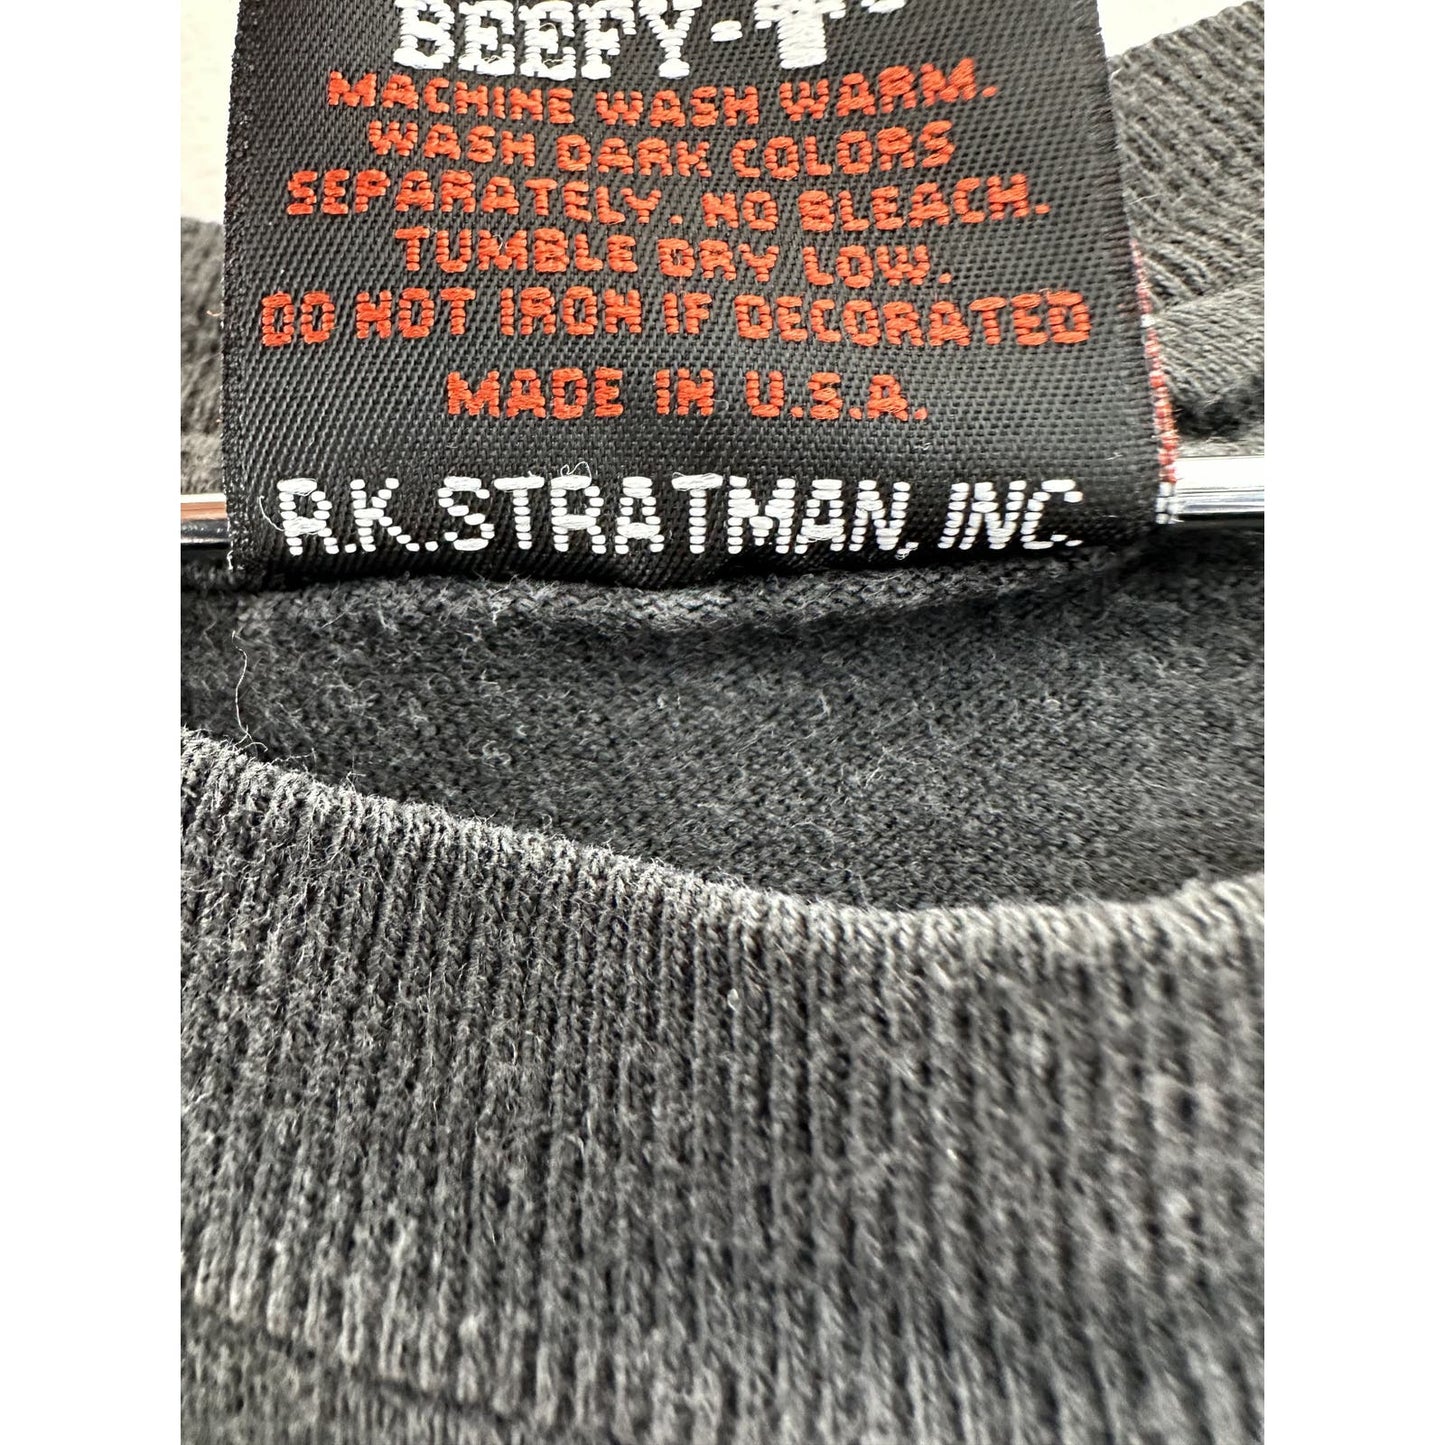 BEEFY-T®
MACHINE WASH WARM.
WASH DARK COLORS
SEPARATELY. NO BLEACH.
TUMBLE DRY LOW.
DO NOT IRON IF DECORATED
MADE IN U.S.A.
R.K. STRATMAN, INC.